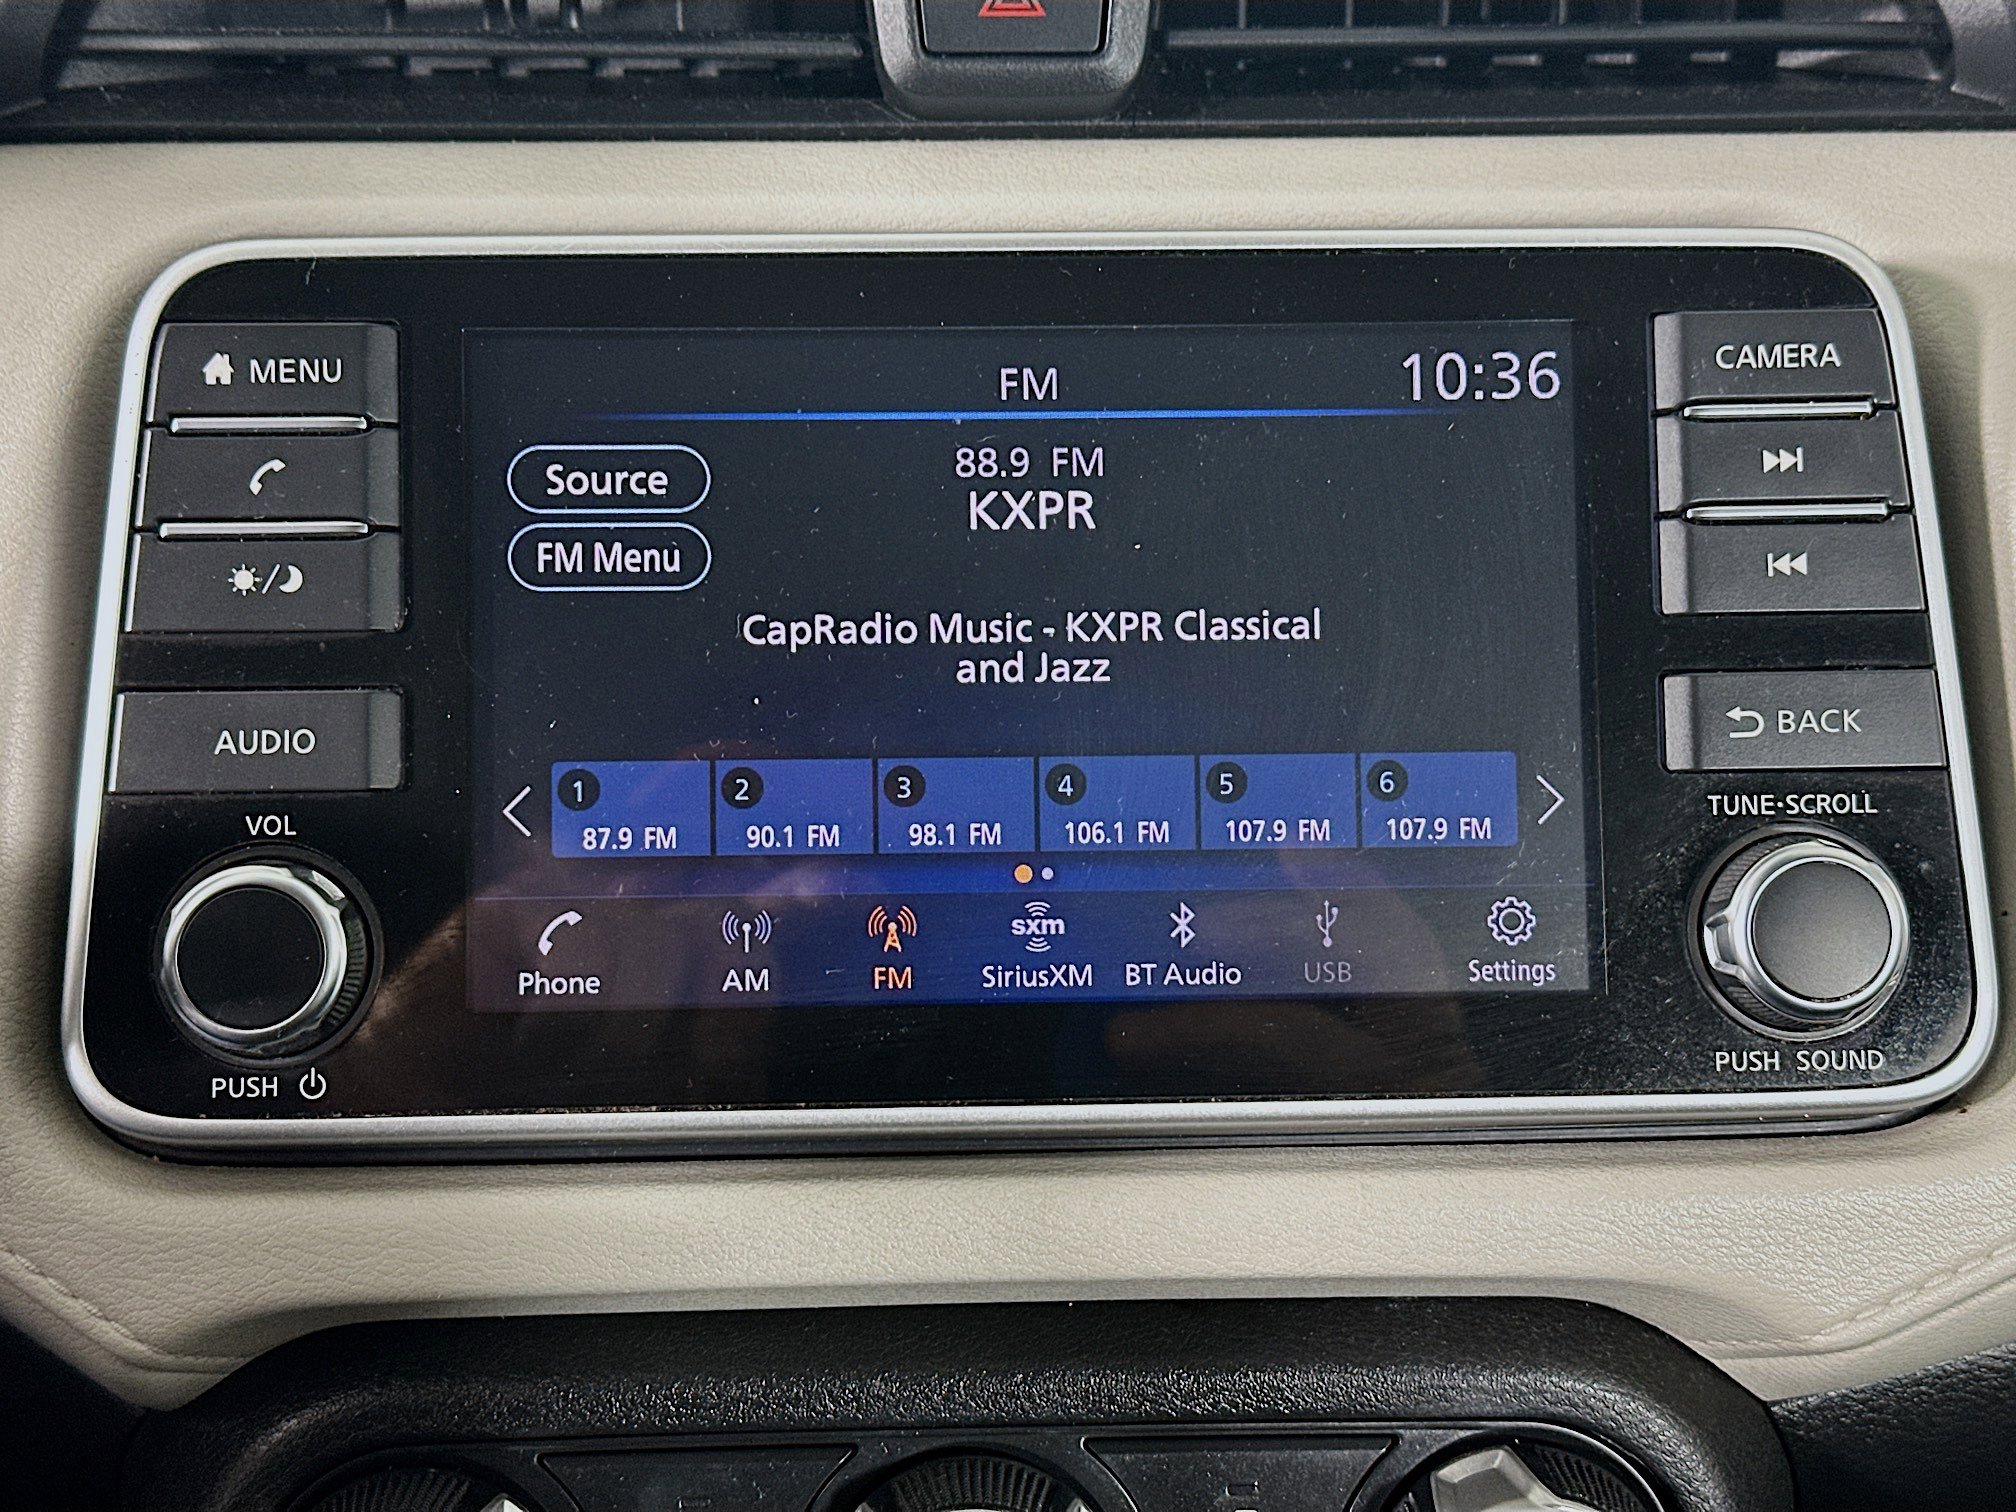 MENU
AUDIO
VOL
PUSH
FM
10:36
Source
FM Menu
88.9 FM
KXPR
CapRadio Music - KXPR Classical
and Jazz
1 2 3 4 5 6
87.9 FM 90.1 FM 98.1 FM 106.1 FM 107.9 FM 107.9 FM
sxm
Phone AM FM SiriusXM BT Audio USB Settings
CAMERA
BACK
TUNE·SCROLL
PUSH SOUND